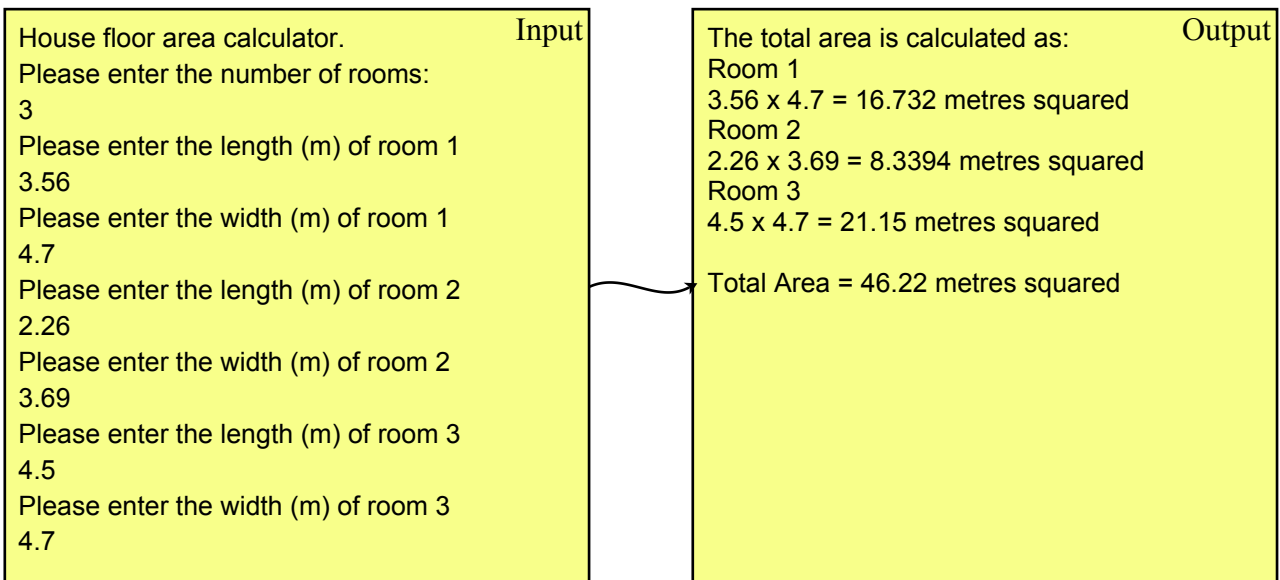 Input
House floor area calculator.
Please enter the number of rooms:
3
Please enter the length (m) of room 1
3.56
Please enter the width (m) of room 1
4.7
Please enter the length (m) of room 2
2.26
Please enter the width (m) of room 2
3.69
Please enter the length (m) of room 3
4.5
Please enter the width (m) of room 3
4.7
Output
The total area is calculated as:
Room 1
3.56 x 4.7 = 16.732 metres squared
Room 2
2.26 x 3.69 = 8.3394 metres squared
Room 3
4.5 x 4.7 = 21.15 metres squared
Total Area = 46.22 metres squared